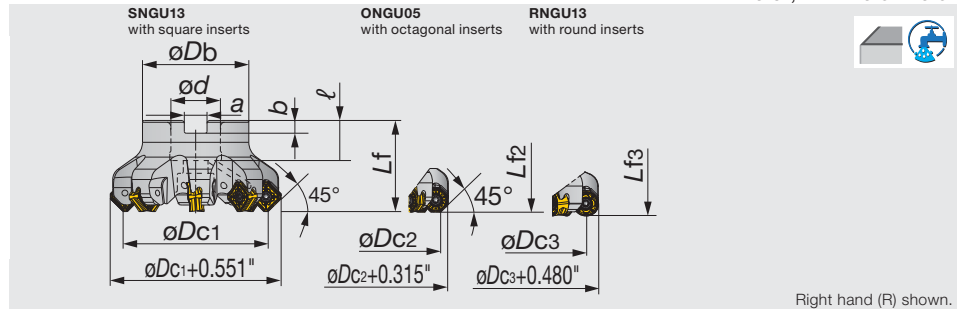 SNGU13
with square inserts
ONGU05
with octagonal inserts
RNGU13
with round inserts
øDb
ød
a
b
ℓ
Lf
45°
øDc1
øDc1+0.551"
Lf2
45°
øDc2
øDc2+0.315"
Lf3
øDc3
øDc3+0.480"
Right hand (R) shown.